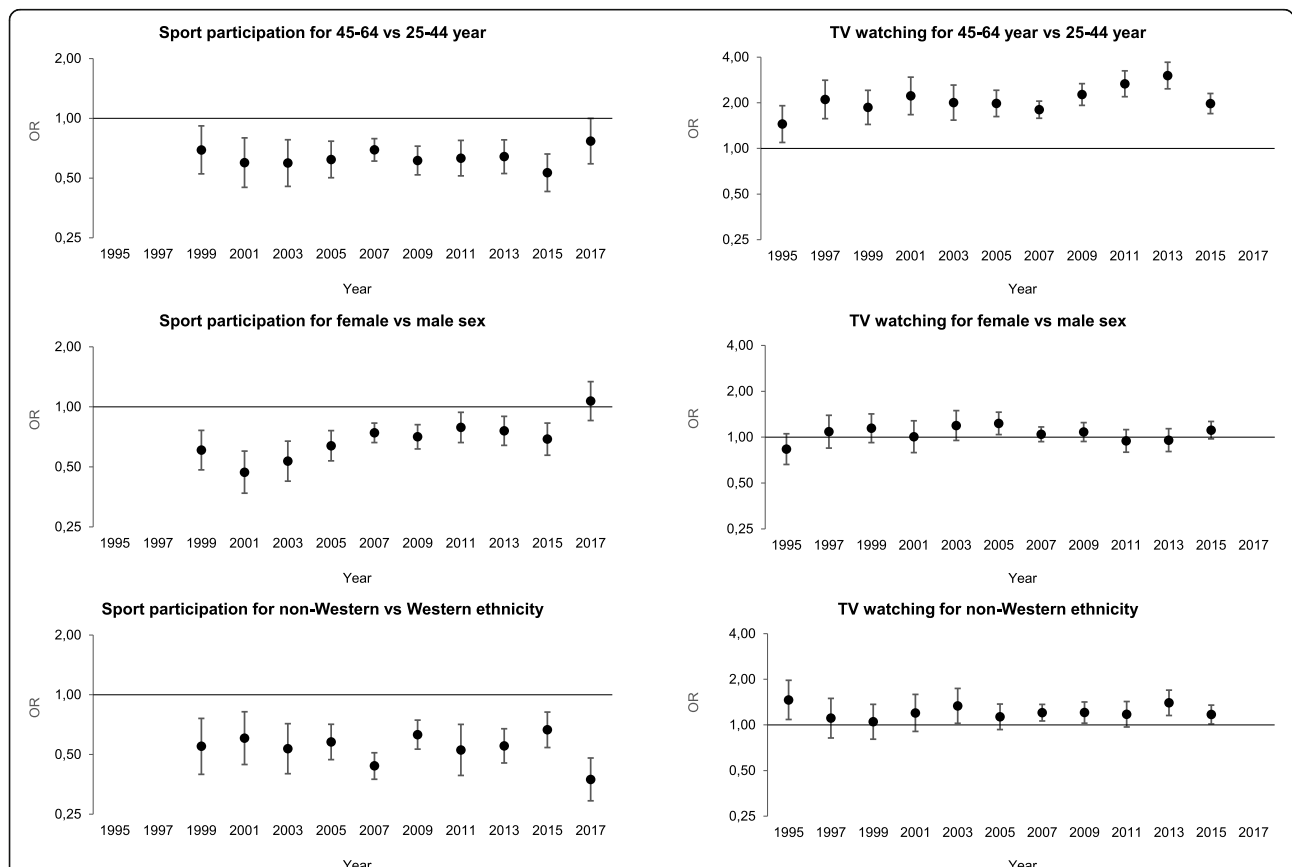 Sport participation for 45-64 vs 25-44 year
2,00
1,00
0,50
0,25
OR
1995 1997 1999 2001 2003 2005 2007 2009 2011 2013 2015 2017
Year
TV watching for 45-64 year vs 25-44 year
4,00
2,00
1,00
0,50
0,25
OR
1995 1997 1999 2001 2003 2005 2007 2009 2011 2013 2015 2017
Year
Sport participation for female vs male sex
2,00
1,00
0,50
0,25
OR
1995 1997 1999 2001 2003 2005 2007 2009 2011 2013 2015 2017
Year
TV watching for female vs male sex
4,00
2,00
1,00
0,50
0,25
OR
1995 1997 1999 2001 2003 2005 2007 2009 2011 2013 2015 2017
Year
Sport participation for non-Western vs Western ethnicity
2,00
1,00
0,50
0,25
OR
1995 1997 1999 2001 2003 2005 2007 2009 2011 2013 2015 2017
Year
TV watching for non-Western ethnicity
4,00
2,00
1,00
0,50
0,25
OR
1995 1997 1999 2001 2003 2005 2007 2009 2011 2013 2015 2017
Year